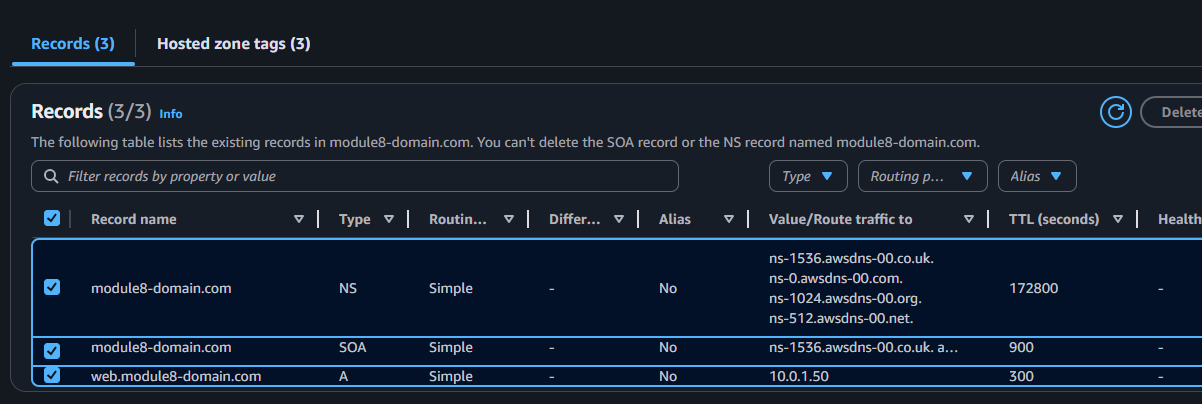 Records (3) Hosted zone tags (3)
Records (3/3) Info
Delete
The following table lists the existing records in module8-domain.com. You can't delete the SOA record or the NS record named module8-domain.com.
Filter records by property or value Type Routing p... Alias
Record name Type Routin... Differ... Alias Value/Route traffic to TTL (seconds) Health
module8-domain.com NS Simple - No ns-1536.awsdns-00.co.uk.
ns-0.awsdns-00.com.
ns-1024.awsdns-00.org.
ns-512.awsdns-00.net. 172800 -
module8-domain.com SOA Simple - No ns-1536.awsdns-00.co.uk. a... 900 -
web.module8-domain.com A Simple - No 10.0.1.50 300 -